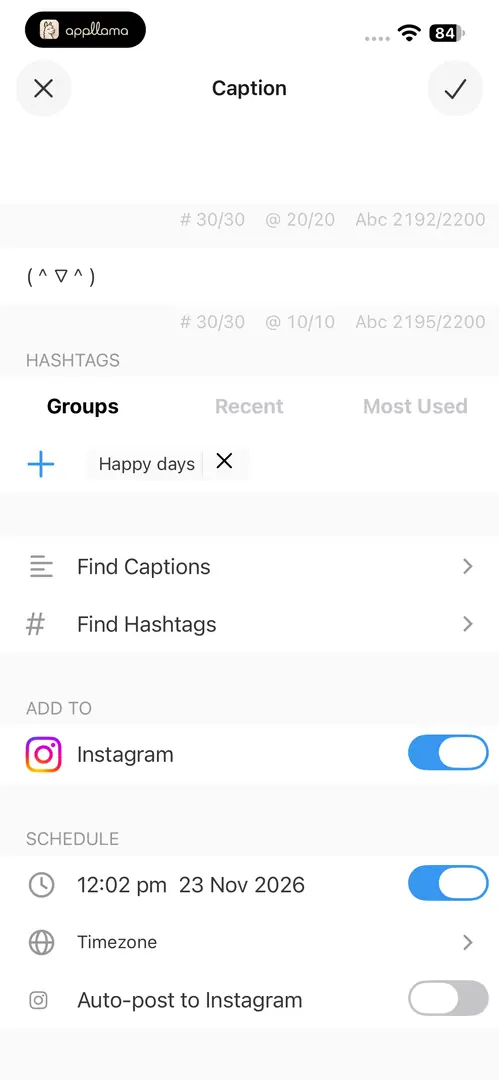 appllama
84
Caption
# 30/30 @ 20/20 Abc 2192/2200
( ^ ∇ ^ )
# 30/30 @ 10/10 Abc 2195/2200
HASHTAGS
Groups Recent Most Used
Happy days
Find Captions
# Find Hashtags
ADD TO
Instagram
SCHEDULE
12:02 pm 23 Nov 2026
Timezone
Auto-post to Instagram